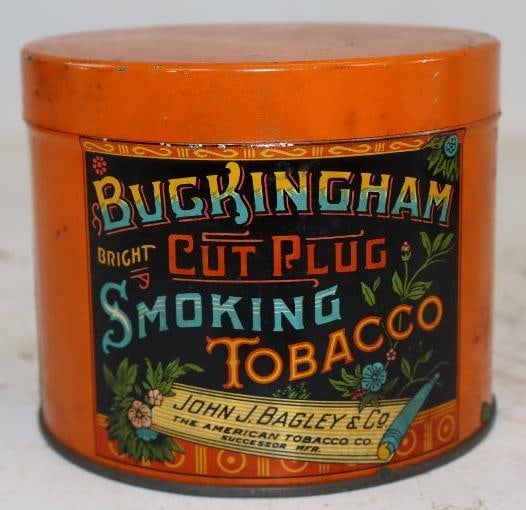 BUCKINGHAM
BRIGHT CUT PLUG
SMOKING
TOBACCO
JOHN J. BAGLEY & CO.
THE AMERICAN TOBACCO CO.
SUCCESSOR MFR.